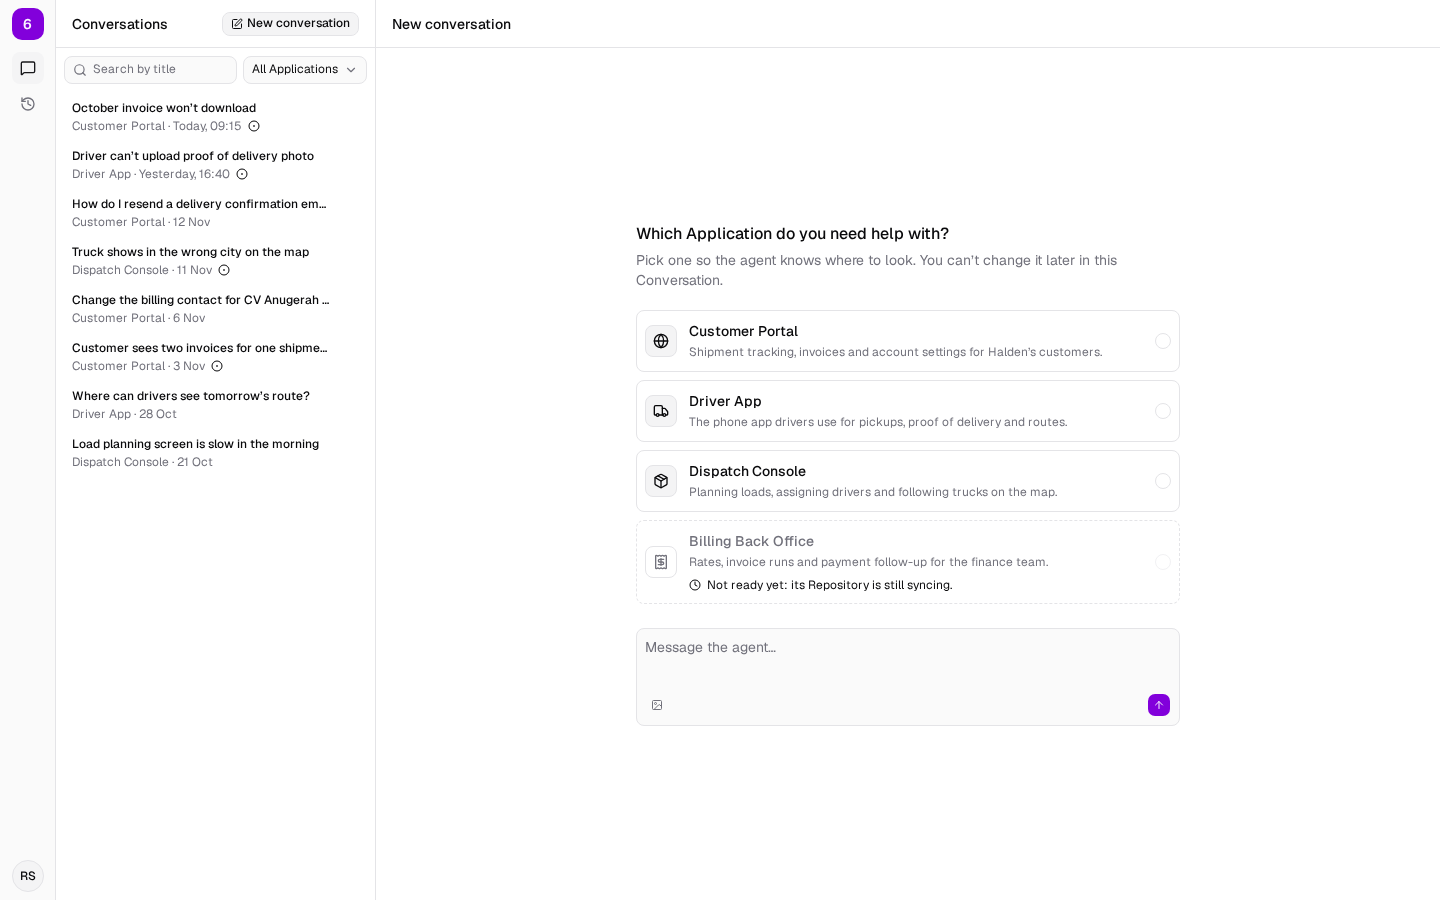 6
Conversations
New conversation
New conversation
Search by title
All Applications
October invoice won't download
Customer Portal · Today, 09:15
Driver can't upload proof of delivery photo
Driver App · Yesterday, 16:40
How do I resend a delivery confirmation em…
Customer Portal · 12 Nov
Truck shows in the wrong city on the map
Dispatch Console · 11 Nov
Change the billing contact for CV Anugerah …
Customer Portal · 6 Nov
Customer sees two invoices for one shipme…
Customer Portal · 3 Nov
Where can drivers see tomorrow's route?
Driver App · 28 Oct
Load planning screen is slow in the morning
Dispatch Console · 21 Oct
RS
Which Application do you need help with?
Pick one so the agent knows where to look. You can't change it later in this
Conversation.
Customer Portal
Shipment tracking, invoices and account settings for Halden's customers.
Driver App
The phone app drivers use for pickups, proof of delivery and routes.
Dispatch Console
Planning loads, assigning drivers and following trucks on the map.
Billing Back Office
Rates, invoice runs and payment follow-up for the finance team.
Not ready yet: its Repository is still syncing.
Message the agent…